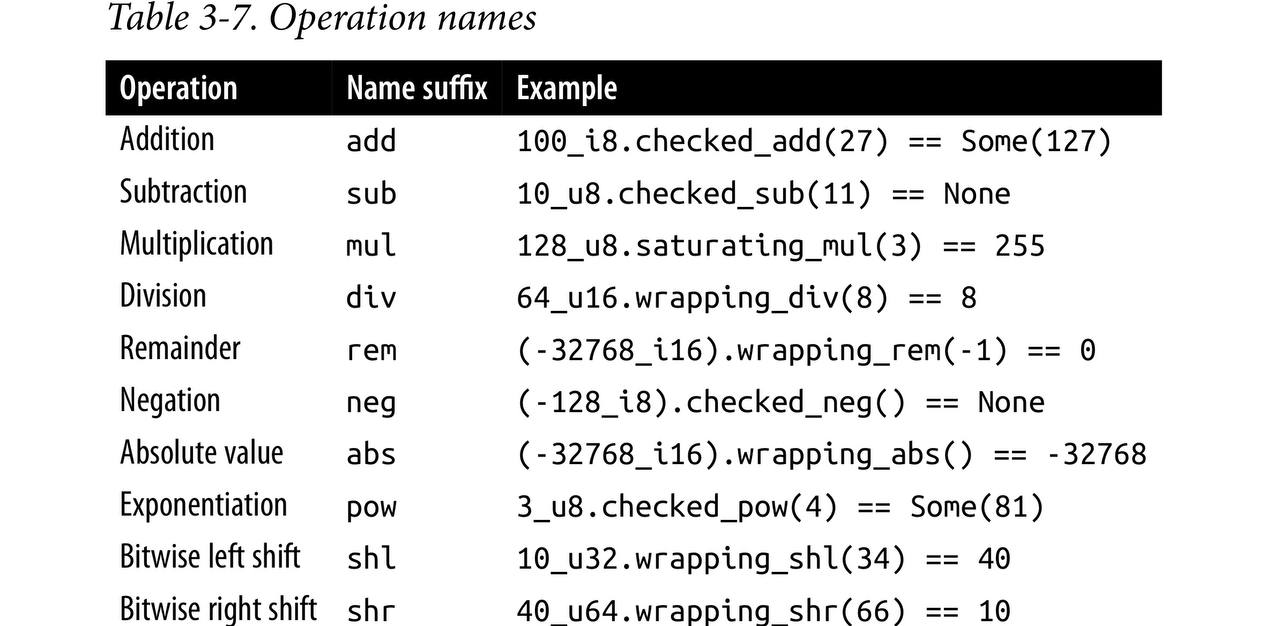 Table 3-7. Operation names
Operation Name suffix Example
Addition add 100_i8.checked_add(27) == Some(127)
Subtraction sub 10_u8.checked_sub(11) == None
Multiplication mul 128_u8.saturating_mul(3) == 255
Division div 64_u16.wrapping_div(8) == 8
Remainder rem (-32768_i16).wrapping_rem(-1) == 0
Negation neg (-128_i8).checked_neg() == None
Absolute value abs (-32768_i16).wrapping_abs() == -32768
Exponentiation pow 3_u8.checked_pow(4) == Some(81)
Bitwise left shift shl 10_u32.wrapping_shl(34) == 40
Bitwise right shift shr 40_u64.wrapping_shr(66) == 10